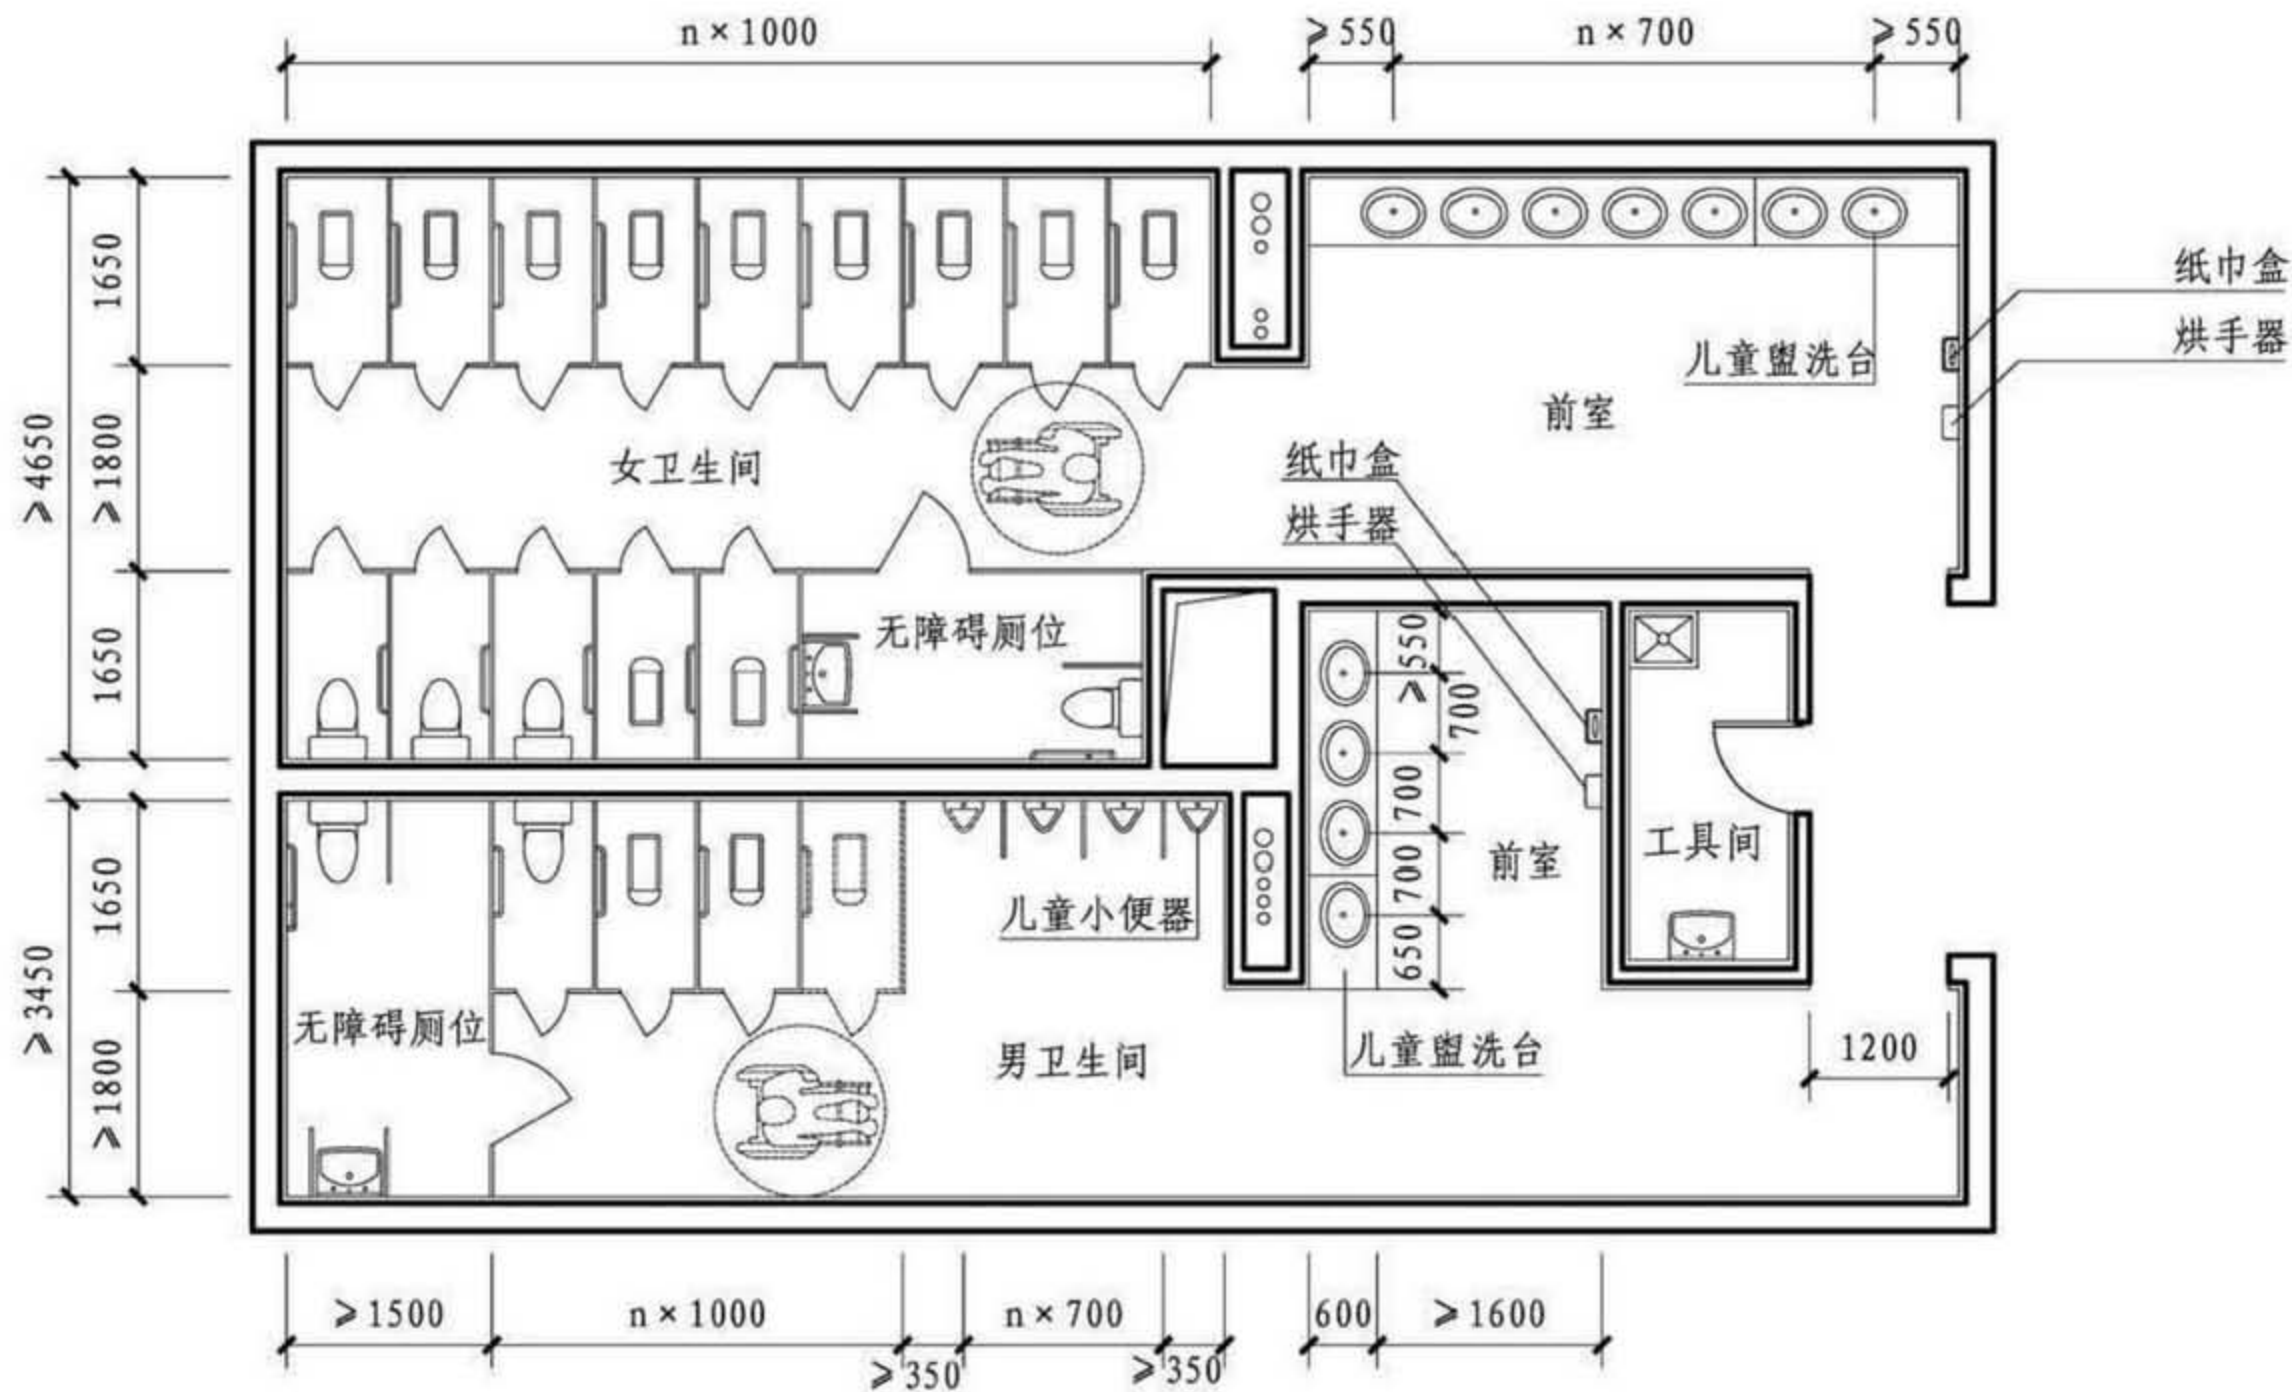 n×1000
≥550
n×700
≥550
纸巾盒
烘手器
儿童盥洗台
前室
纸巾盒
烘手器
女卫生间
1650
≥1800
≥4650
1650
无障碍厕位
≥550
700
700
700
650
前室
工具间
儿童小便器
1650
≥3450
≥1800
无障碍厕位
男卫生间
儿童盥洗台
1200
≥1500
n×1000
≥350
n×700
≥350
600
≥1600